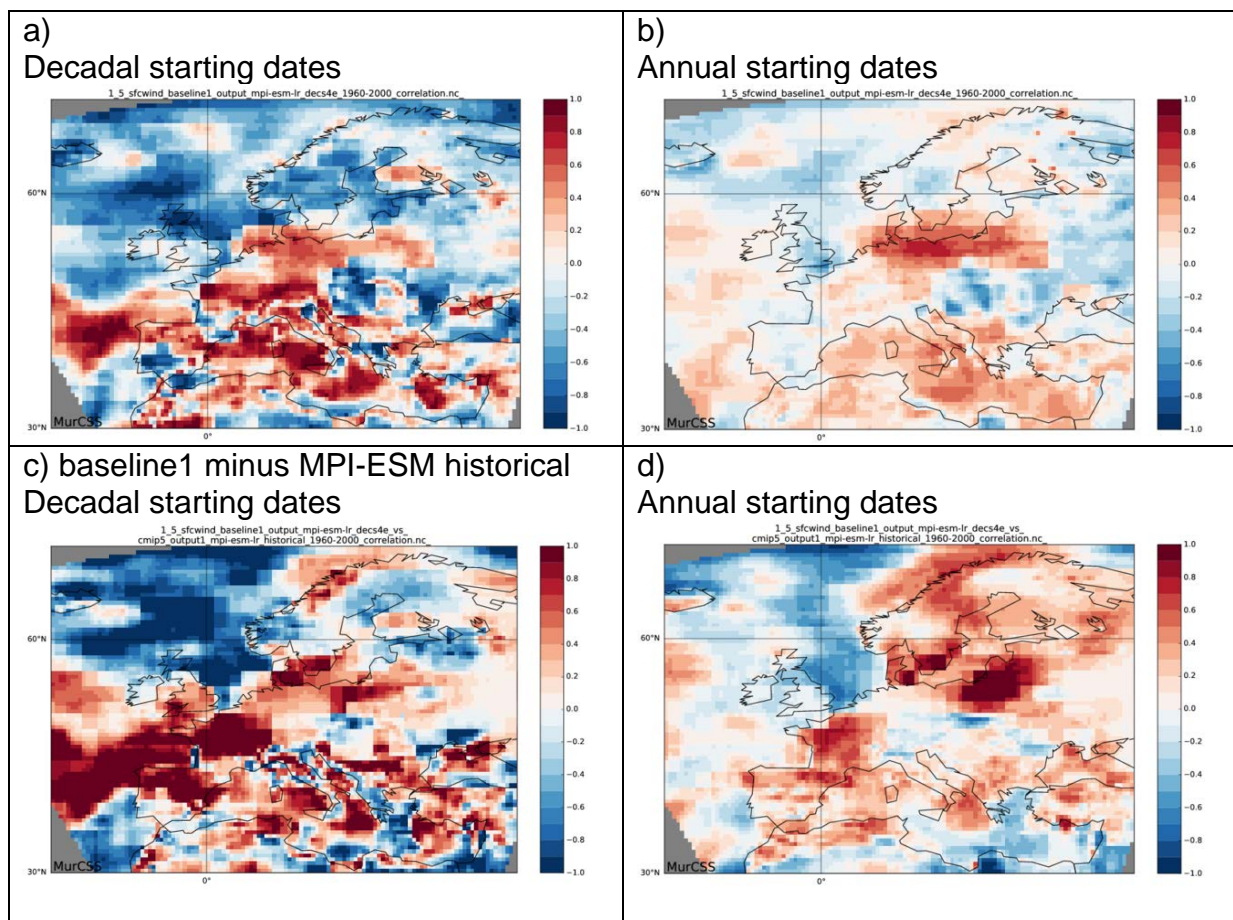 a)
Decadal starting dates
1_5_sfcwind_baseline1_output_mpi-esm-lr_decs4e_1960-2000_correlation.nc_
1.0
0.8
0.6
0.4
0.2
0.0
−0.2
−0.4
−0.6
−0.8
−1.0
60°N
30°N
MurCSS
0°
b)
Annual starting dates
1_5_sfcwind_baseline1_output_mpi-esm-lr_decs4e_1960-2000_correlation.nc_
1.0
0.8
0.6
0.4
0.2
0.0
−0.2
−0.4
−0.6
−0.8
−1.0
60°N
30°N
MurCSS
0°
c) baseline1 minus MPI-ESM historical
Decadal starting dates
1_5_sfcwind_baseline1_output_mpi-esm-lr_decs4e_vs_
cmip5_output1_mpi-esm-lr_historical_1960-2000_correlation.nc_
1.0
0.8
0.6
0.4
0.2
0.0
−0.2
−0.4
−0.6
−0.8
−1.0
60°N
30°N
MurCSS
0°
d)
Annual starting dates
1_5_sfcwind_baseline1_output_mpi-esm-lr_decs4e_vs_
cmip5_output1_mpi-esm-lr_historical_1960-2000_correlation.nc_
1.0
0.8
0.6
0.4
0.2
0.0
−0.2
−0.4
−0.6
−0.8
−1.0
60°N
30°N
MurCSS
0°